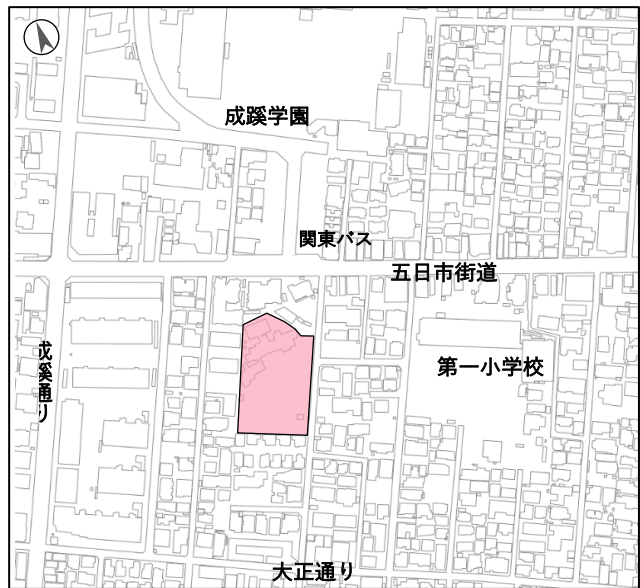 成蹊学園
関東バス
五日市街道
第一小学校
成蹊通り
大正通り